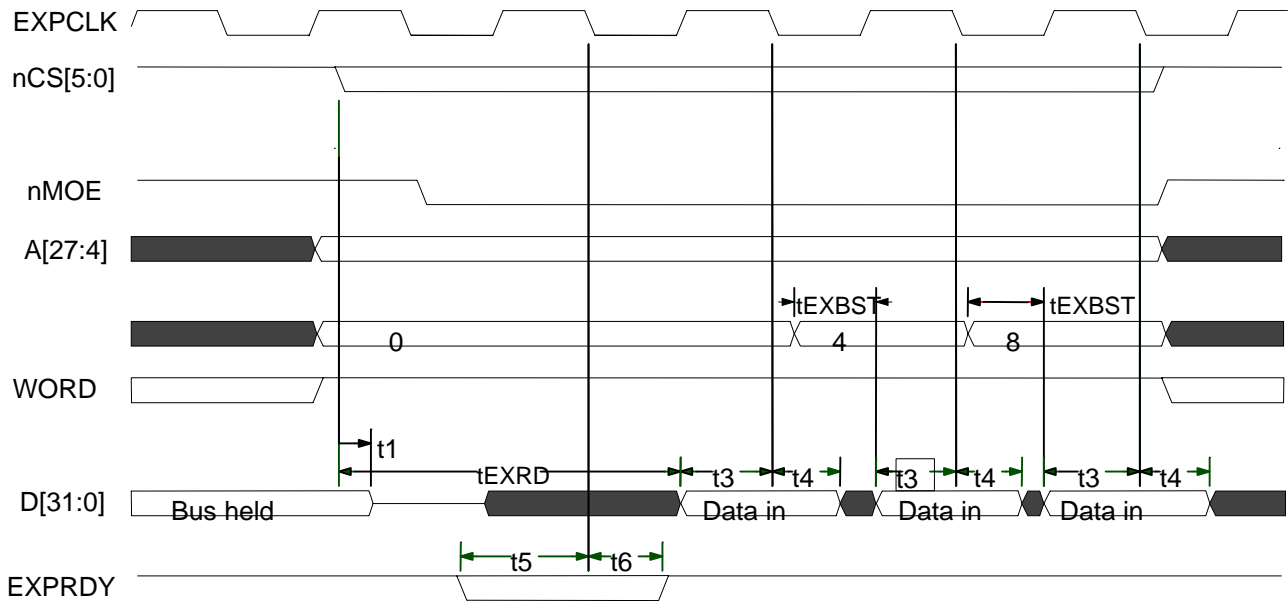 EXPCLK
nCS[5:0]
nMOE
A[27:4]
tEXBST
tEXBST
0
4
8
WORD
t1
tEXRD
t3
t4
t3
t4
t3
t4
D[31:0]
Bus held
Data in
Data in
Data in
t5
t6
EXPRDY